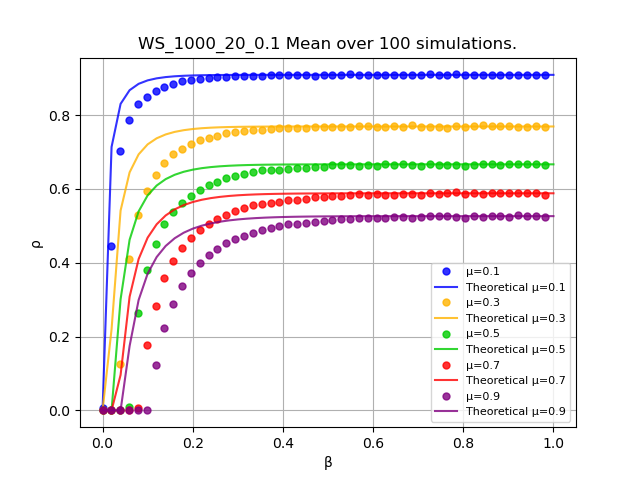 WS_1000_20_0.1 Mean over 100 simulations.
ρ
0.8
0.6
0.4
0.2
0.0
0.0 0.2 0.4 0.6 0.8 1.0
β
μ=0.1
Theoretical μ=0.1
μ=0.3
Theoretical μ=0.3
μ=0.5
Theoretical μ=0.5
μ=0.7
Theoretical μ=0.7
μ=0.9
Theoretical μ=0.9